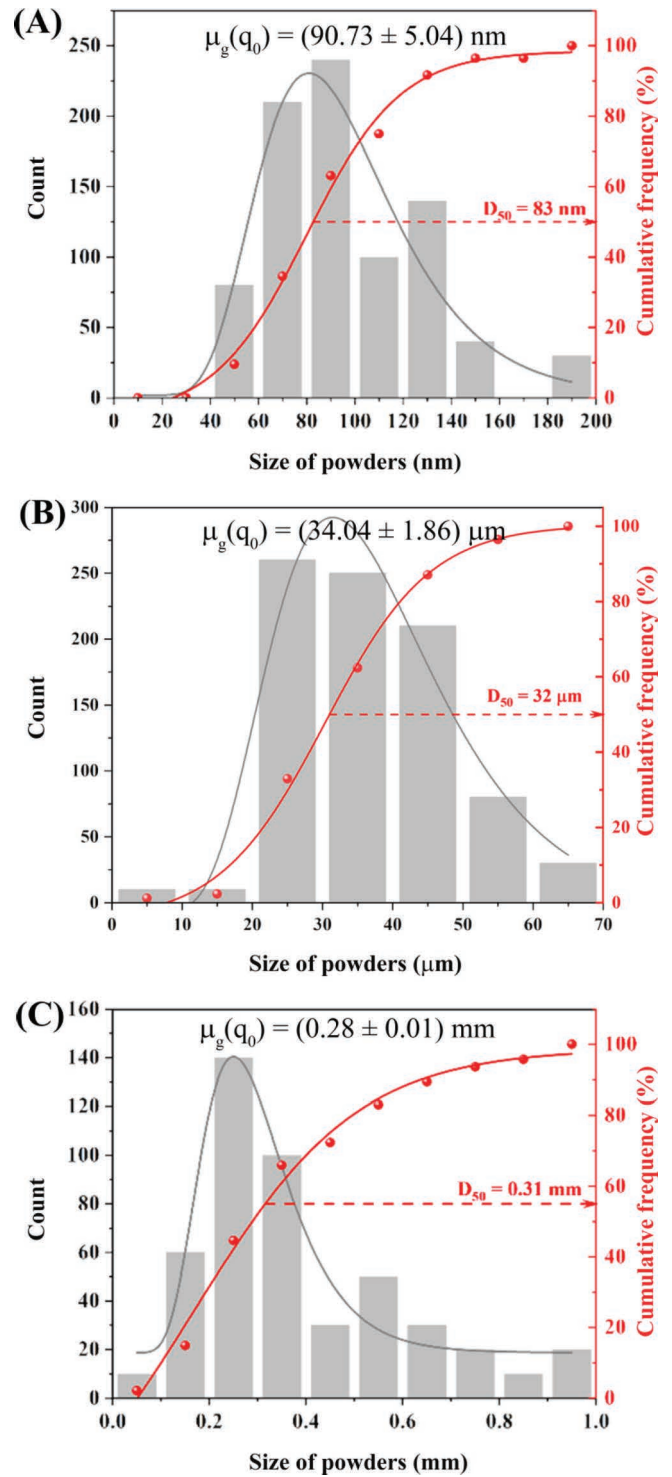 (A)
μg(q0) = (90.73 ± 5.04) nm
250
200
150
100
50
0
Count
100
80
60
40
20
0
Cumulative frequency (%)
D50 = 83 nm
0 20 40 60 80 100 120 140 160 180 200
Size of powders (nm)
(B)
μg(q0) = (34.04 ± 1.86) μm
300
250
200
150
100
50
0
Count
100
80
60
40
20
0
Cumulative frequency (%)
D50 = 32 μm
0 10 20 30 40 50 60 70
Size of powders (μm)
(C)
μg(q0) = (0.28 ± 0.01) mm
160
140
120
100
80
60
40
20
0
Count
100
80
60
40
20
0
Cumulative frequency (%)
D50 = 0.31 mm
0.2 0.4 0.6 0.8 1.0
Size of powders (mm)